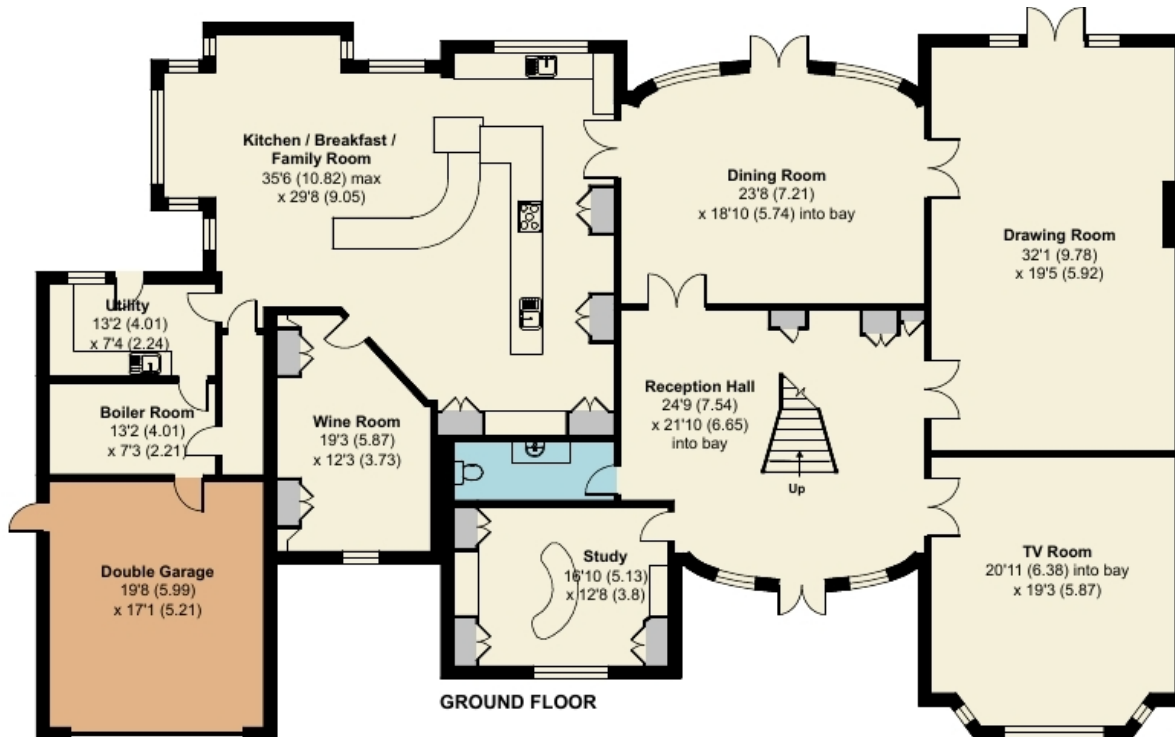 Kitchen / Breakfast /
Family Room
35'6 (10.82) max
x 29'8 (9.05)
Dining Room
23'8 (7.21)
x 18'10 (5.74) into bay
Drawing Room
32'1 (9.78)
x 19'5 (5.92)
Utility
13'2 (4.01)
x 7'4 (2.24)
Boiler Room
13'2 (4.01)
x 7'3 (2.21)
Wine Room
19'3 (5.87)
x 12'3 (3.73)
Reception Hall
24'9 (7.54)
x 21'10 (6.65)
into bay
Up
Double Garage
19'8 (5.99)
x 17'1 (5.21)
Study
16'10 (5.13)
x 12'8 (3.8)
TV Room
20'11 (6.38) into bay
x 19'3 (5.87)
GROUND FLOOR